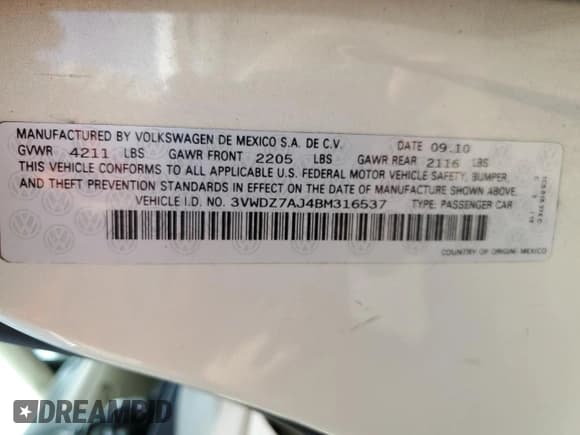 MANUFACTURED BY VOLKSWAGEN DE MEXICO S.A. DE C.V. DATE 09.10
GVWR 4211 LBS GAWR FRONT 2205 LBS GAWR REAR 2116 LBS
THIS VEHICLE CONFORMS TO ALL APPLICABLE U.S. FEDERAL MOTOR VEHICLE SAFETY, BUMPER,
AND THEFT PREVENTION STANDARDS IN EFFECT ON THE DATE OF MANUFACTURE SHOWN ABOVE.
VEHICLE I.D. NO. 3VWDZ7AJ4BM316537 TYPE: PASSENGER CAR
COUNTRY OF ORIGIN: MEXICO
DREAMBID